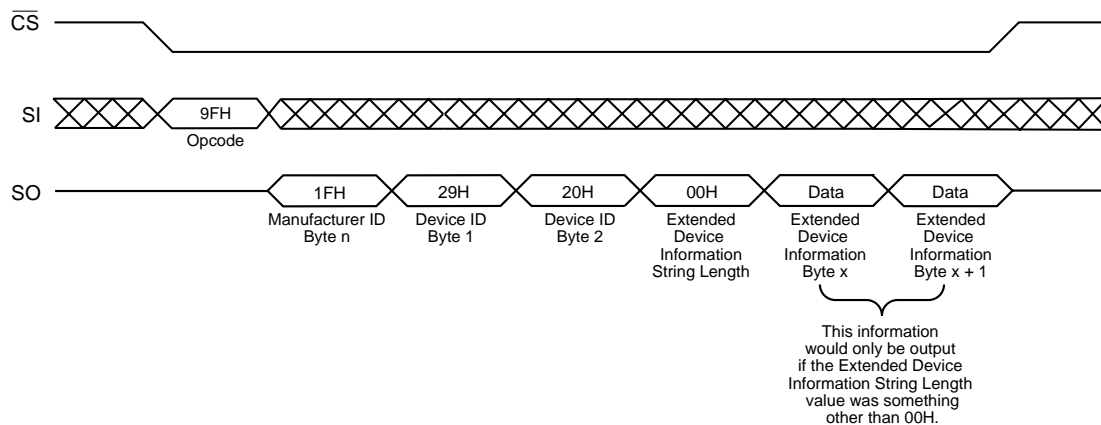 CS
SI
9FH
Opcode
SO
1FH
29H
20H
00H
Data
Data
Manufacturer ID
Byte n
Device ID
Byte 1
Device ID
Byte 2
Extended
Device
Information
String Length
Extended
Device
Information
Byte x
Extended
Device
Information
Byte x + 1
This information
would only be output
if the Extended Device
Information String Length
value was something
other than 00H.